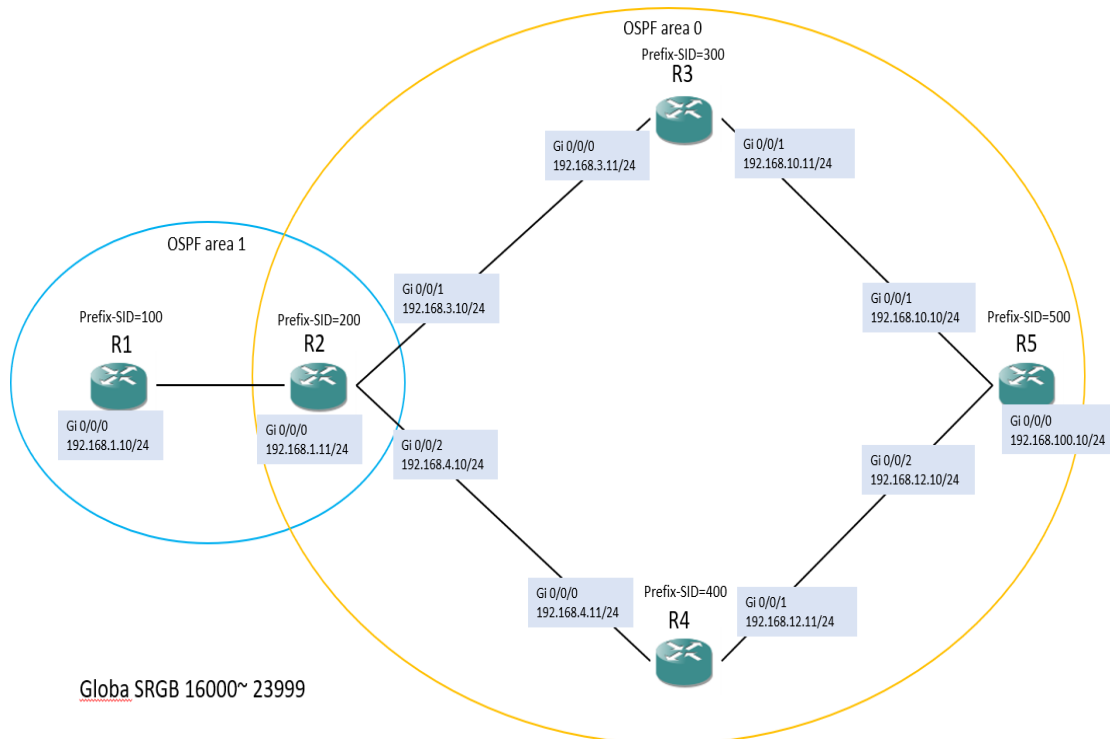 OSPF area 0
Prefix-SID=300
R3
Gi 0/0/0
192.168.3.11/24
Gi 0/0/1
192.168.10.11/24
OSPF area 1
Gi 0/0/1
192.168.3.10/24
Gi 0/0/1
192.168.10.10/24
Prefix-SID=100
R1
Prefix-SID=200
R2
Prefix-SID=500
R5
Gi 0/0/0
192.168.1.10/24
Gi 0/0/0
192.168.1.11/24
Gi 0/0/2
192.168.4.10/24
Gi 0/0/0
192.168.100.10/24
Gi 0/0/2
192.168.12.10/24
Gi 0/0/0
192.168.4.11/24
Prefix-SID=400
R4
Gi 0/0/1
192.168.12.11/24
Globa SRGB 16000~ 23999